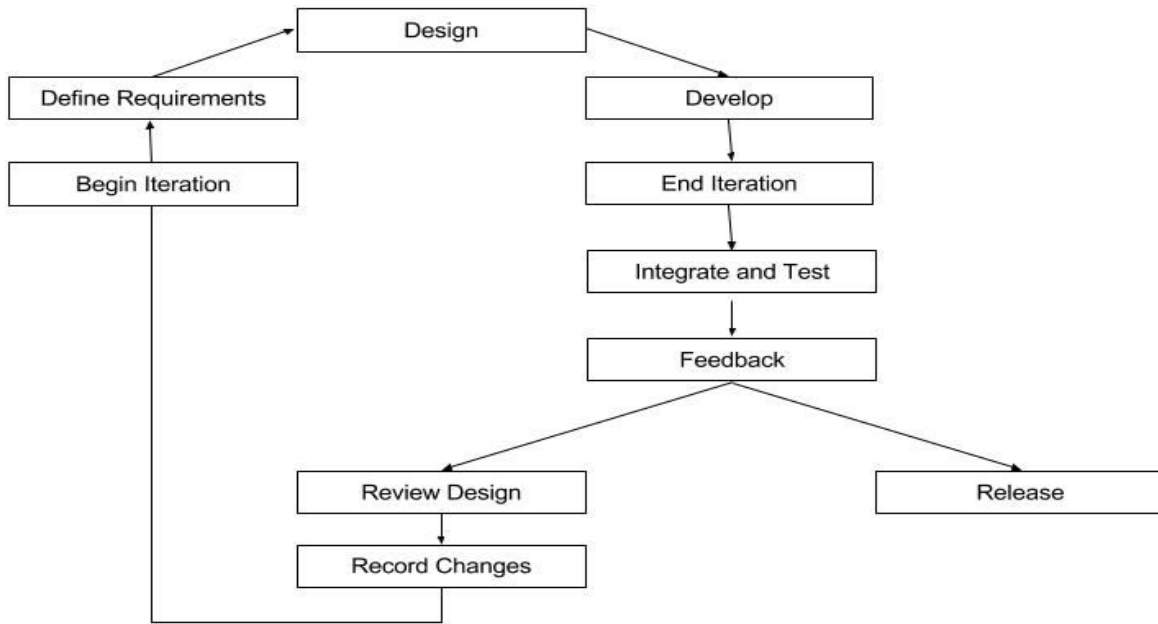 Design
Define Requirements
Develop
Begin Iteration
End Iteration
Integrate and Test
Feedback
Review Design
Release
Record Changes